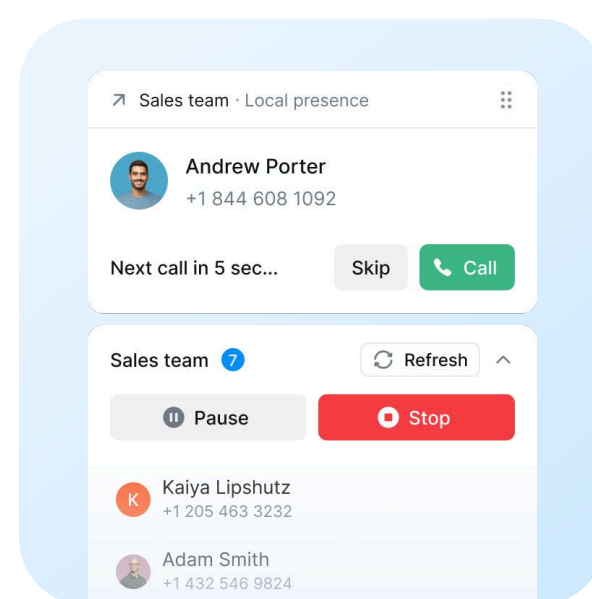 Sales team · Local presence
Andrew Porter
+1 844 608 1092
Next call in 5 sec... Skip Call
Sales team 7 Refresh
Pause Stop
K
Kaiya Lipshutz
+1 205 463 3232
Adam Smith
+1 432 546 9824